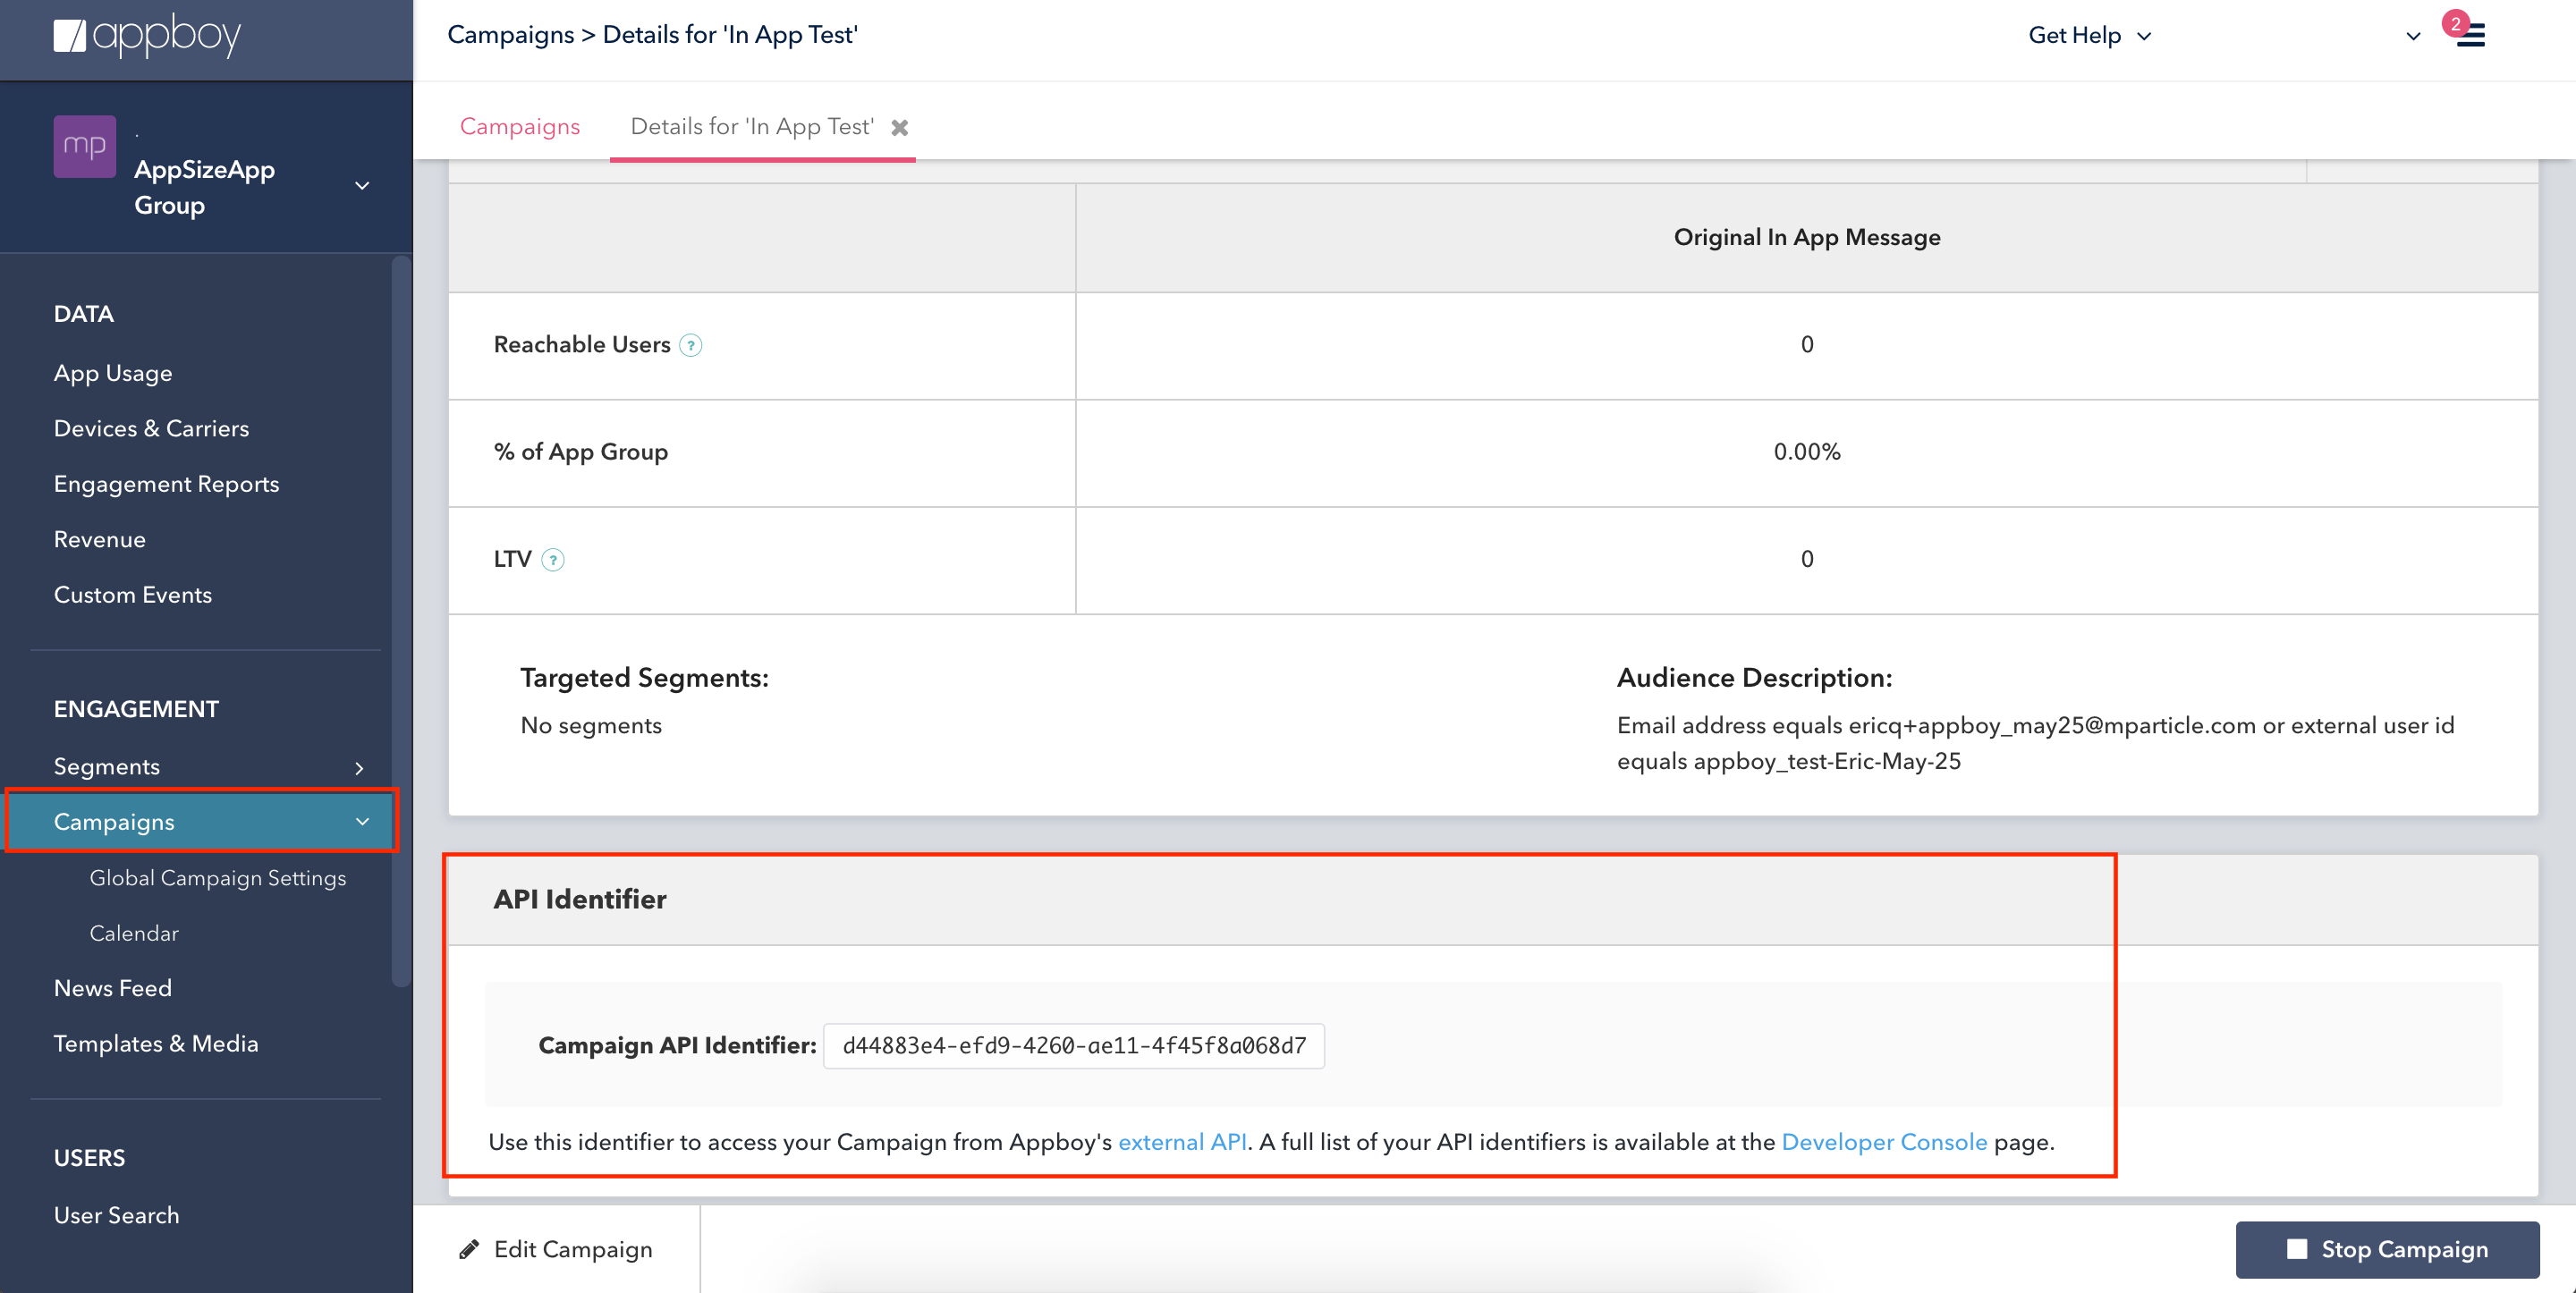 appboy
Campaigns > Details for 'In App Test'
Get Help
2
mp
.
AppSizeApp
Group
Campaigns
Details for 'In App Test'
DATA
App Usage
Devices & Carriers
Engagement Reports
Revenue
Custom Events
ENGAGEMENT
Segments
Campaigns
Global Campaign Settings
Calendar
News Feed
Templates & Media
USERS
User Search
Original In App Message
Reachable Users ? 0
% of App Group 0.00%
LTV ? 0
Targeted Segments:
No segments
Audience Description:
Email address equals ericq+appboy_may25@mparticle.com or external user id
equals appboy_test-Eric-May-25
API Identifier
Campaign API Identifier: d44883e4-efd9-4260-ae11-4f45f8a068d7
Use this identifier to access your Campaign from Appboy's external API. A full list of your API identifiers is available at the Developer Console page.
Edit Campaign
Stop Campaign